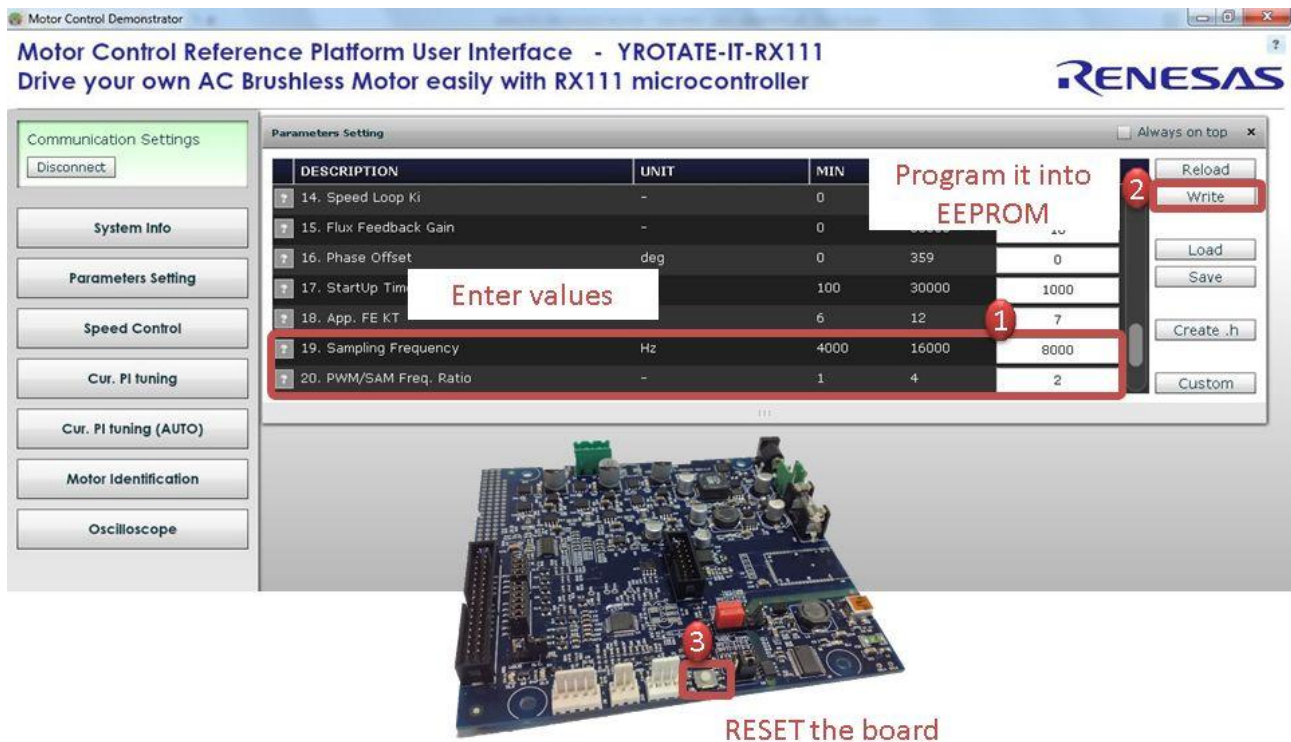 Motor Control Demonstrator
Motor Control Reference Platform User Interface - YROTATE-IT-RX111
?
Drive your own AC Brushless Motor easily with RX111 microcontroller
RENESAS
Communication Settings
Disconnect
System Info
Parameters Setting
Speed Control
Cur. PI tuning
Cur. PI tuning (AUTO)
Motor Identification
Oscilloscope
Parameters Setting
Always on top x
DESCRIPTION UNIT MIN
? 14. Speed Loop Ki - 0
? 15. Flux Feedback Gain - 0
? 16. Phase Offset deg 0 359 0
? 17. StartUp 100 30000 1000
? 18. App. FE KT 6 12 7
? 19. Sampling Frequency Hz 4000 16000 8000
? 20. PWM/SAM Freq. Ratio - 1 4 2
Enter values
1
Program it into
EEPROM
2
Reload
Write
Load
Save
Create .h
Custom
3
RESET the board